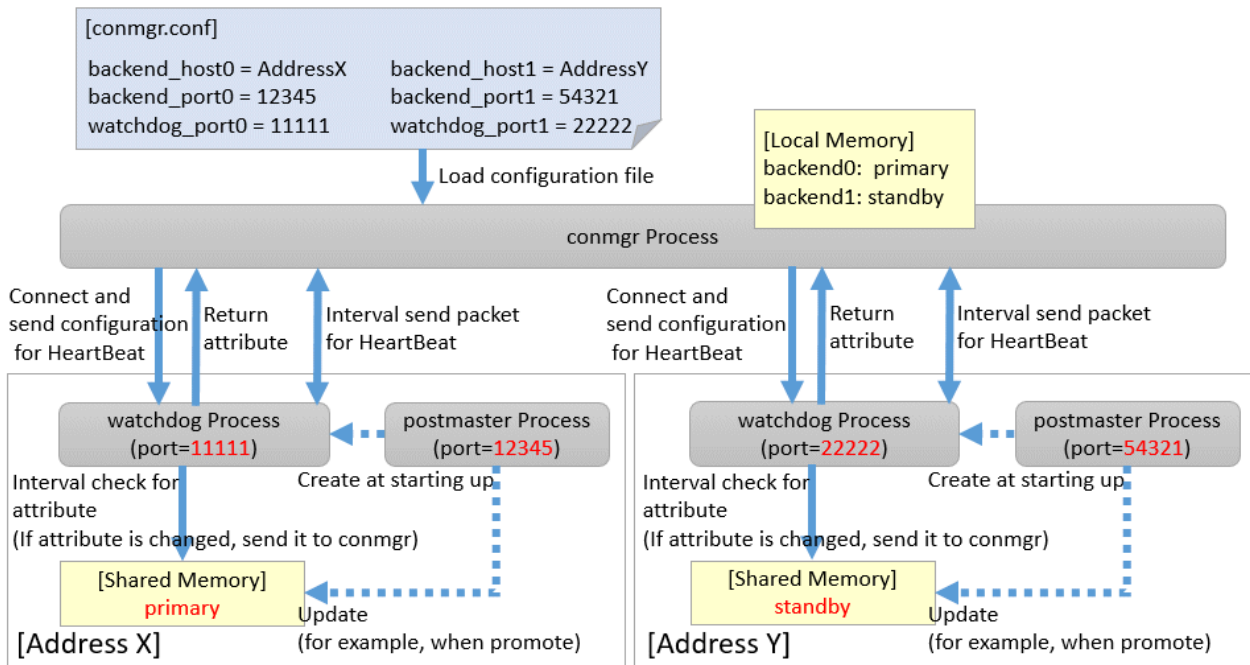 [conmgr.conf]
backend_host0 = AddressX
backend_port0 = 12345
watchdog_port0 = 11111
backend_host1 = AddressY
backend_port1 = 54321
watchdog_port1 = 22222
[Local Memory]
backend0:  primary
backend1: standby
Load configuration file
conmgr Process
Connect and
send configuration
for HeartBeat
Return
attribute
Interval send packet
for HeartBeat
Connect and
send configuration
for HeartBeat
Return
attribute
Interval send packet
for HeartBeat
watchdog Process
(port=11111)
postmaster Process
(port=12345)
Create at starting up
Interval check for
attribute
(If attribute is changed, send it to conmgr)
[Shared Memory]
primary
Update
(for example, when promote)
[Address X]
watchdog Process
(port=22222)
postmaster Process
(port=54321)
Create at starting up
Interval check for
attribute
(If attribute is changed, send it to conmgr)
[Shared Memory]
standby
Update
(for example, when promote)
[Address Y]